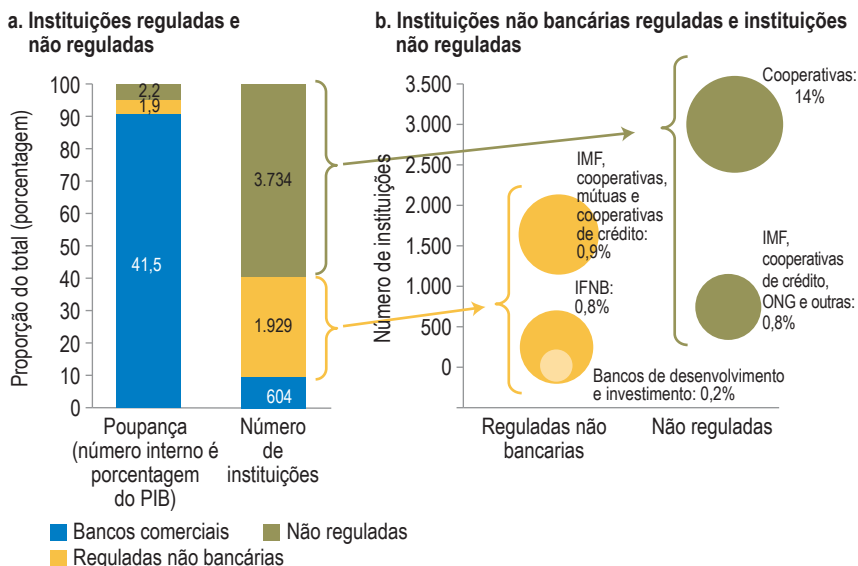 a. Instituições reguladas e
não reguladas
Proporção do total (porcentagem)
100
90
80
70
60
50
40
30
20
10
0
2,2
1,9
41,5
3.734
1.929
604
Poupança
(número interno é
porcentagem
do PIB)
Número
de
instituições
Bancos comerciais
Não reguladas
Reguladas não bancárias
b. Instituições não bancárias reguladas e instituições
não reguladas
Número de instituições
3.500
3.000
2.500
2.000
1.500
1.000
500
0
IMF,
cooperativas,
mútuas e
cooperativas
de crédito:
0,9%
IFNB:
0,8%
Bancos de desenvolvimento
e investimento: 0,2%
Cooperativas:
14%
IMF,
cooperativas
de crédito,
ONG e outras:
0,8%
Reguladas não
bancarias
Não reguladas